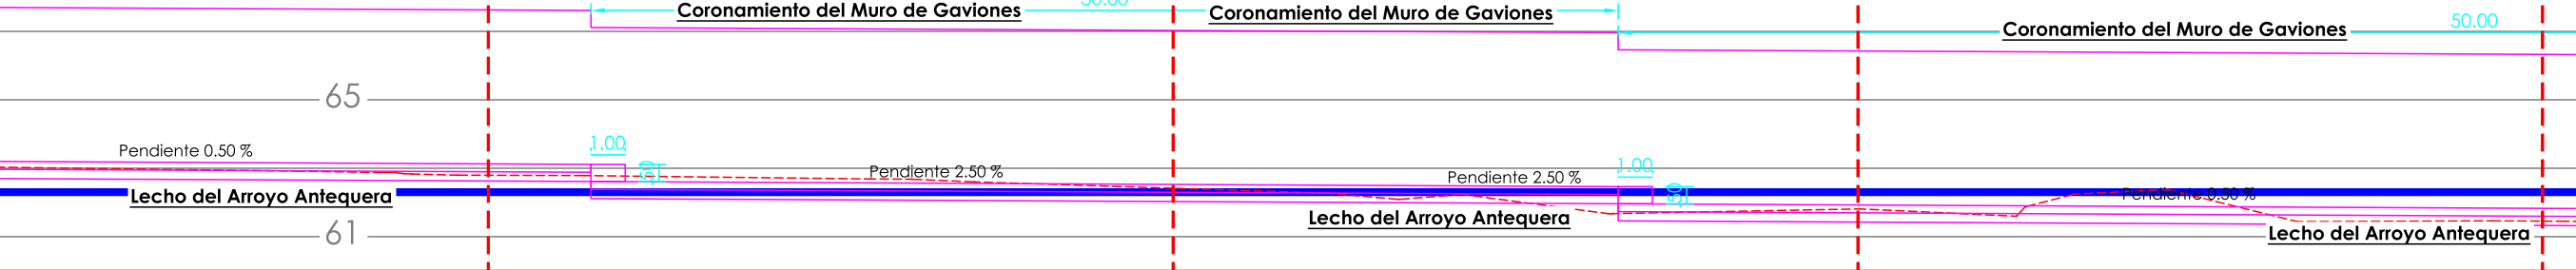 Coronamiento del Muro de Gaviones
Coronamiento del Muro de Gaviones
Coronamiento del Muro de Gaviones
50.00
65
Pendiente 0.50 %
1.00
Pendiente 2.50 %
1.00
Pendiente 2.50 %
Pendiente 0.50 %
Lecho del Arroyo Antequera
Lecho del Arroyo Antequera
Lecho del Arroyo Antequera
61